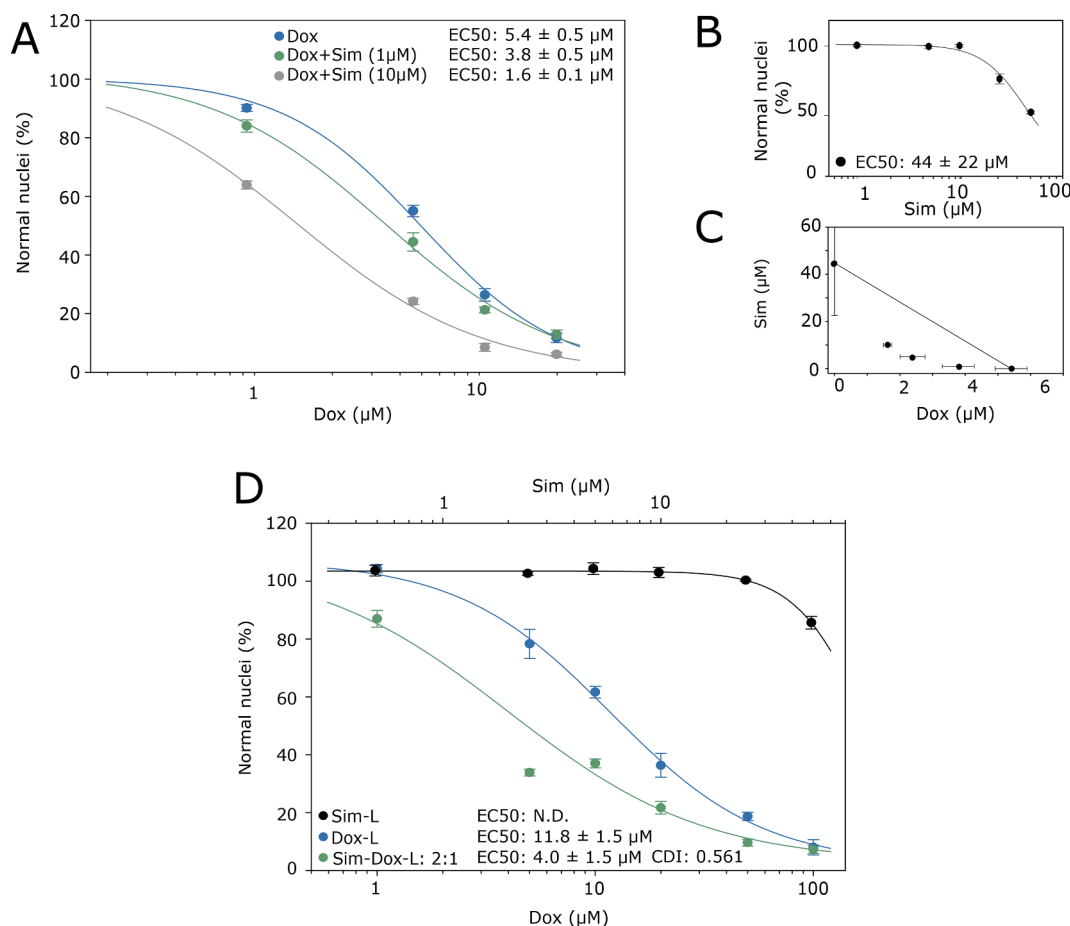 A
120
100
80
60
40
20
0
Normal nuclei (%)
Dox EC50: 5.4 ± 0.5 µM
Dox+Sim (1µM) EC50: 3.8 ± 0.5 µM
Dox+Sim (10µM) EC50: 1.6 ± 0.1 µM
1 10
Dox (µM)
B
100
50
0
Normal nuclei
(%)
EC50: 44 ± 22 µM
1 10 100
Sim (µM)
C
60
40
20
0
Sim (µM)
0 2 4 6
Dox (µM)
D
Sim (µM)
1 10
120
100
80
60
40
20
0
Normal nuclei (%)
Sim-L EC50: N.D.
Dox-L EC50: 11.8 ± 1.5 µM
Sim-Dox-L: 2:1 EC50: 4.0 ± 1.5 µM CDI: 0.561
1 10 100
Dox (µM)